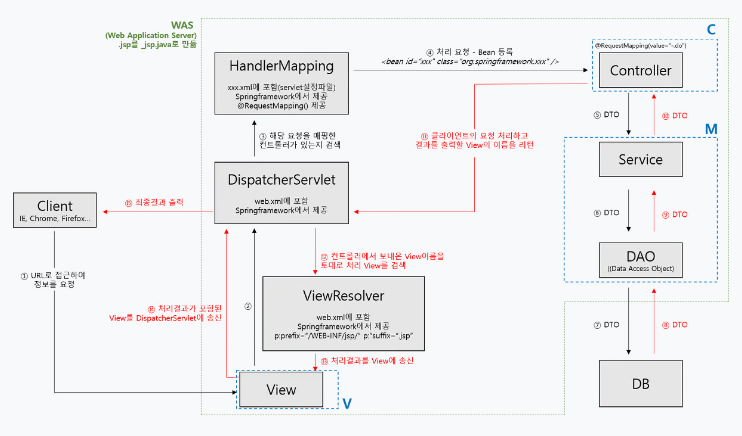 WAS
(Web Application Server)
.jsp를 _jsp.java로 만듦
C
④ 처리 요청 - Bean 등록
<bean id="xxx" class="org.springframework.xxx" />
@RequestMapping(value="~.do")
Controller
HandlerMapping
xxx.xml에 포함(servlet설정파일)
Springframework에서 제공
@RequestMapping() 제공
⑤ DTO
⑩ DTO
M
③ 해당 요청을 매핑한
컨트롤러가 있는지 검색
⑪ 클라이언트의 요청 처리하고
결과를 출력할 View의 이름을 리턴
Service
DispatcherServlet
web.xml에 포함
Springframework에서 제공
Client
IE, Chrome, Firefox...
⑮ 최종결과 출력
⑥ DTO
⑨ DTO
DAO
((Data Access Object)
⑫ 컨트롤러에서 보내온 View이름을
토대로 처리 View를 검색
① URL로 접근하여
정보를 요청
②
⑭ 처리결과가 포함된
View를 DispatcherServlet에 송신
ViewResolver
web.xml에 포함
Springframework에서 제공
p:prefix="/WEB-INF/jsp/" p:"suffix=".jsp"
⑦ DTO
⑧ DTO
⑬ 처리결과를 View에 송신
View
V
DB